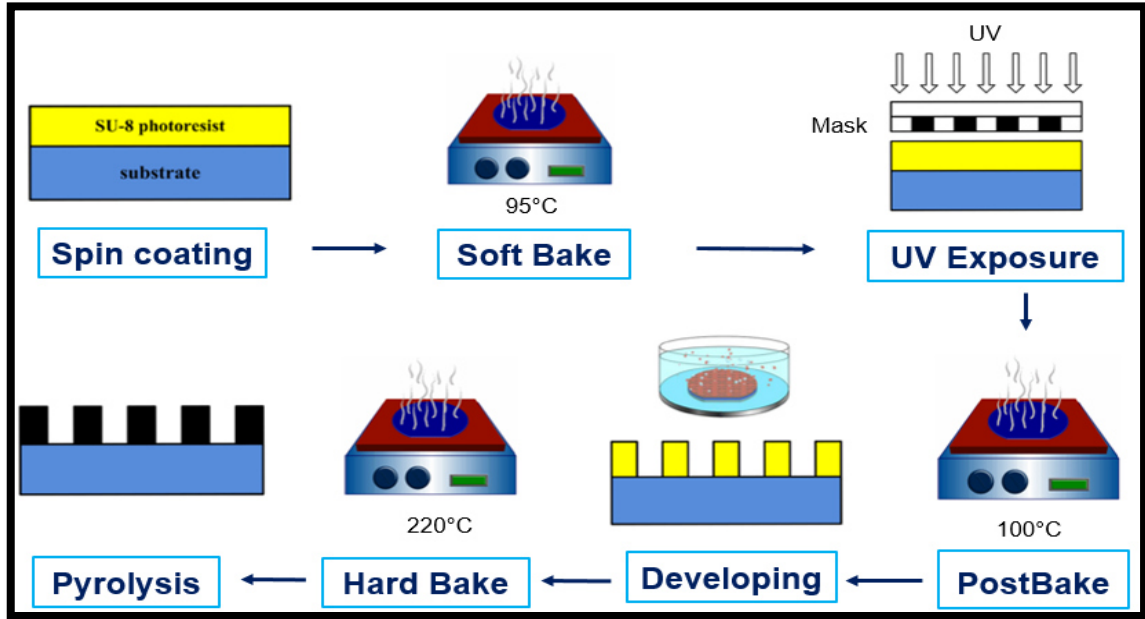 UV
SU-8 photoresist
Mask
substrate
95°C
Spin coating
Soft Bake
UV Exposure
220°C
100°C
Pyrolysis
Hard Bake
Developing
PostBake